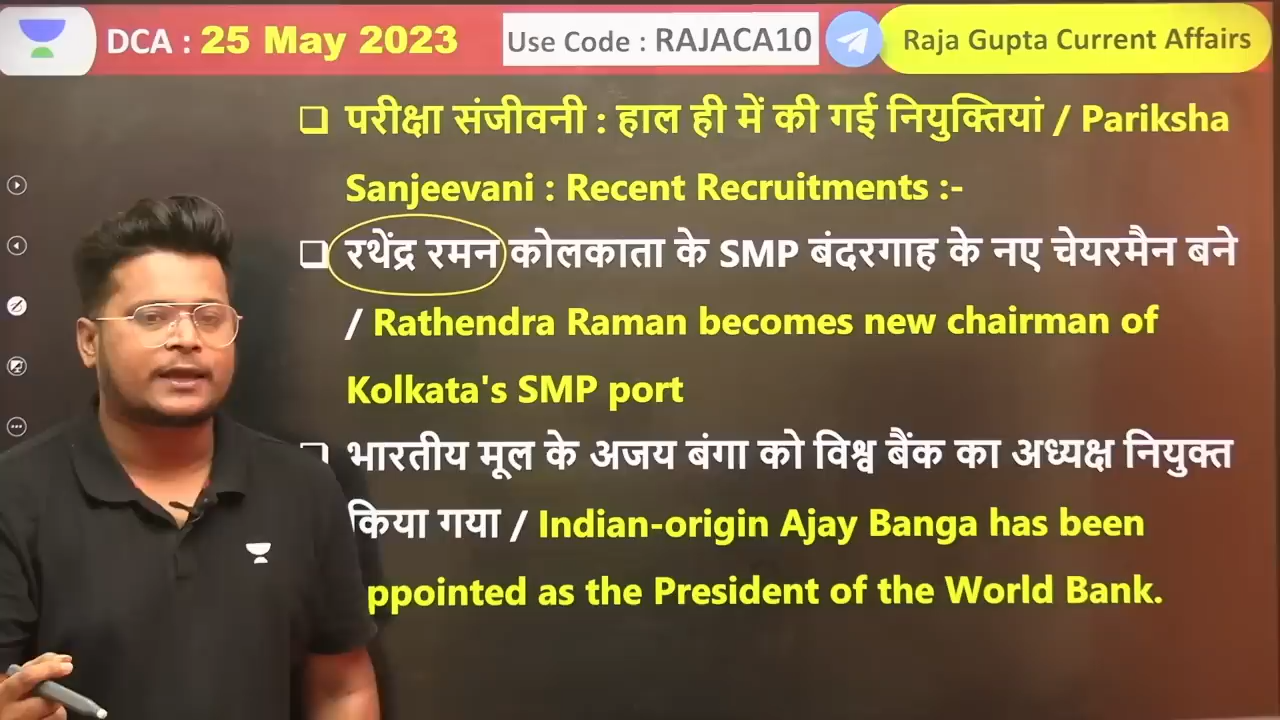 DCA : 25 May 2023 Use Code : RAJACA10 Raja Gupta Current Affairs
परीक्षा संजीवनी : हाल ही में की गई नियुक्तियां / Pariksha
Sanjeevani : Recent Recruitments :-
रथेंद्र रमन कोलकाता के SMP बंदरगाह के नए चेयरमैन बने
/ Rathendra Raman becomes new chairman of
Kolkata's SMP port
भारतीय मूल के अजय बंगा को विश्व बैंक का अध्यक्ष नियुक्त
किया गया / Indian-origin Ajay Banga has been
ppointed as the President of the World Bank.